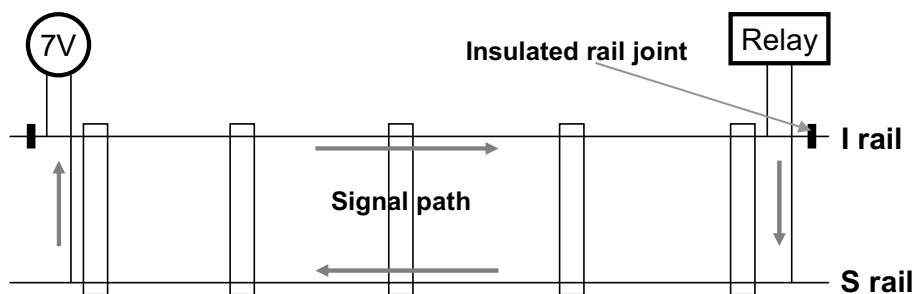 7V
Relay
Insulated rail joint
I rail
Signal path
S rail